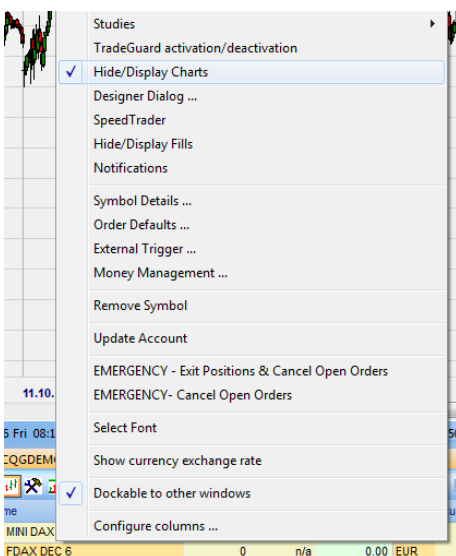 Studies
TradeGuard activation/deactivation
Hide/Display Charts
Designer Dialog ...
SpeedTrader
Hide/Display Fills
Notifications
Symbol Details ...
Order Defaults ...
External Trigger ...
Money Management ...
Remove Symbol
Update Account
EMERGENCY - Exit Positions & Cancel Open Orders
EMERGENCY- Cancel Open Orders
11.10.
Select Font
Fri 08:1
Show currency exchange rate
CQGDEM
Dockable to other windows
Configure columns ...
MINI DAX
FDAX DEC 6 0 n/a 0.00 EUR